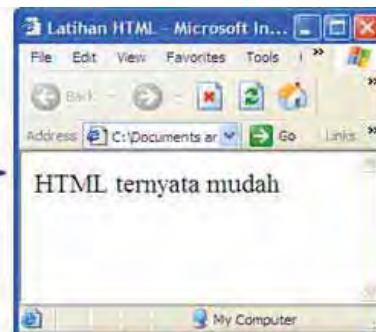 Latihan HTML - Microsoft In...
File Edit View Favorites Tools »
Back »
Address C:\Documents ar Go Links »
HTML ternyata mudah
My Computer